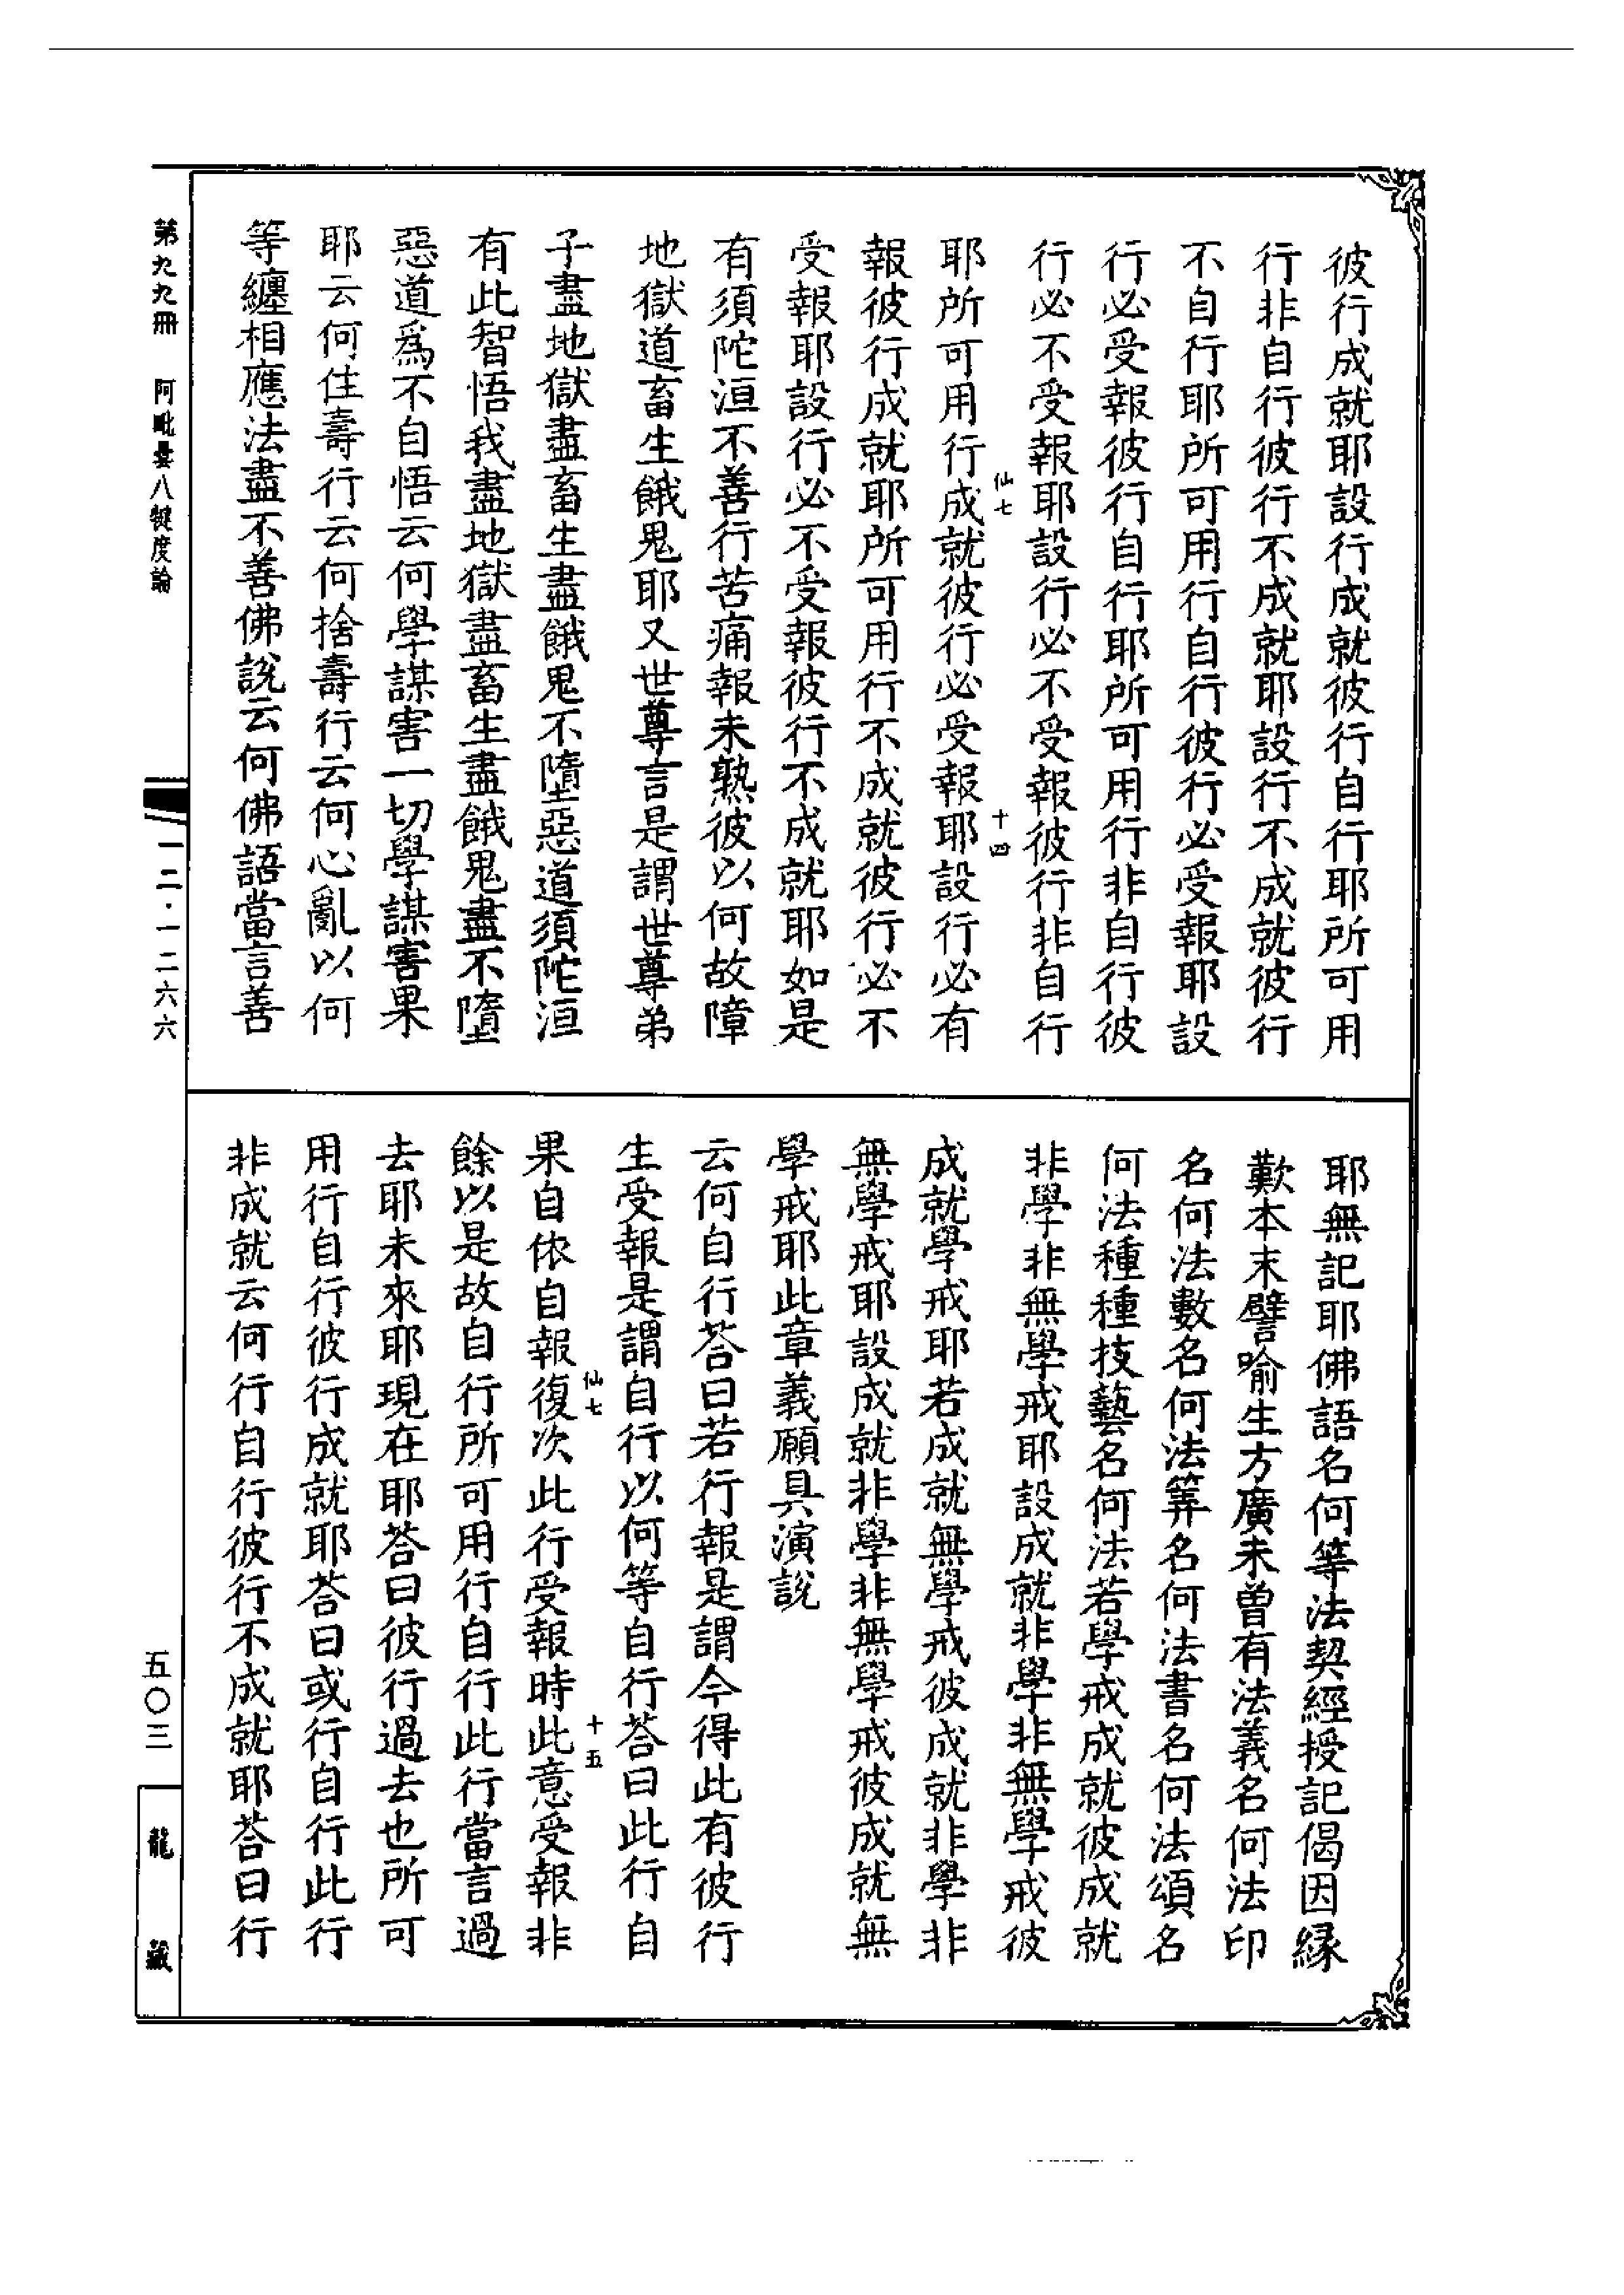 彼行成就耶設行成就彼行自行耶所可用
行非自行彼行不成就耶設行不成就彼行
不自行耶所可用行自行彼行必受報耶設
行必受報彼行自行耶所可用行非自行彼
行必不受報耶設行必不受報彼行非自行
仙七 十四
耶所可用行成就彼行必受報耶設行必有
報彼行成就耶所可用行不成就彼行必不
受報耶設行必不受報彼行不成就耶如是
有須陀洹不善行苦痛報未熟彼以何故障
地獄道畜生餓鬼耶又世尊言是謂世尊弟
子盡地獄盡畜生盡餓鬼不墮惡道須陀洹
有此智悟我盡地獄盡畜生盡餓鬼盡不墮
惡道爲不自悟云何學謀害一切學謀害果
耶云何住壽行云何捨壽行云何心亂以何
等纏相應法盡不善佛說云何佛語當言善
耶無記耶佛語名何等法契經授記偈因緣
歎本末譬喻生方廣未曾有法義名何法印
名何法數名何法筭名何法書名何法頌名
何法種種技藝名何法若學戒成就彼成就
非學非無學戒耶設成就非學非無學戒彼
成就學戒耶若成就無學戒彼成就非學非
無學戒耶設成就非學非無學戒彼成就無
學戒耶此章義願具演說
云何自行荅曰若行報是謂今得此有彼行
生受報是謂自行以何等自行荅曰此行自
仙七 十五
果自依自報復次此行受報時此意受報非
餘以是故自行所可用行自行此行當言過
去耶未來耶現在耶荅曰彼行過去也所可
用行自行彼行成就耶荅曰或行自行此行
非成就云何行自行彼行不成就耶荅曰行
第九九冊 阿毗曇八犍度論
一二·一二六六
五〇三
龍藏